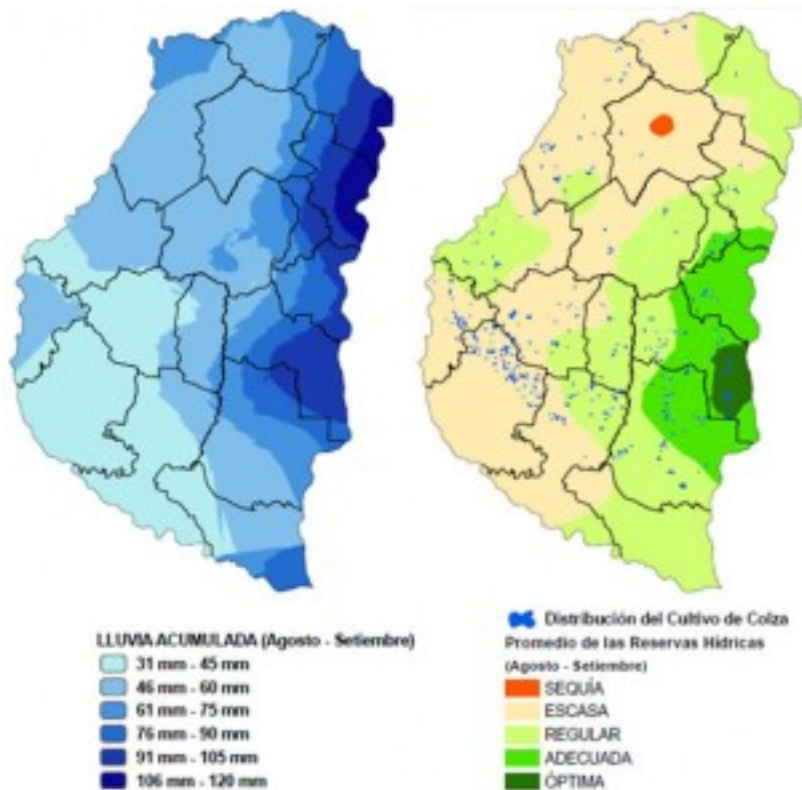 LLUVIA ACUMULADA (Agosto - Setiembre)
31 mm - 45 mm
46 mm - 60 mm
61 mm - 75 mm
76 mm - 90 mm
91 mm - 105 mm
106 mm - 120 mm
Distribución del Cultivo de Colza
Promedio de las Reservas Hídricas
(Agosto - Setiembre)
SEQUÍA
ESCASA
REGULAR
ADECUADA
ÓPTIMA